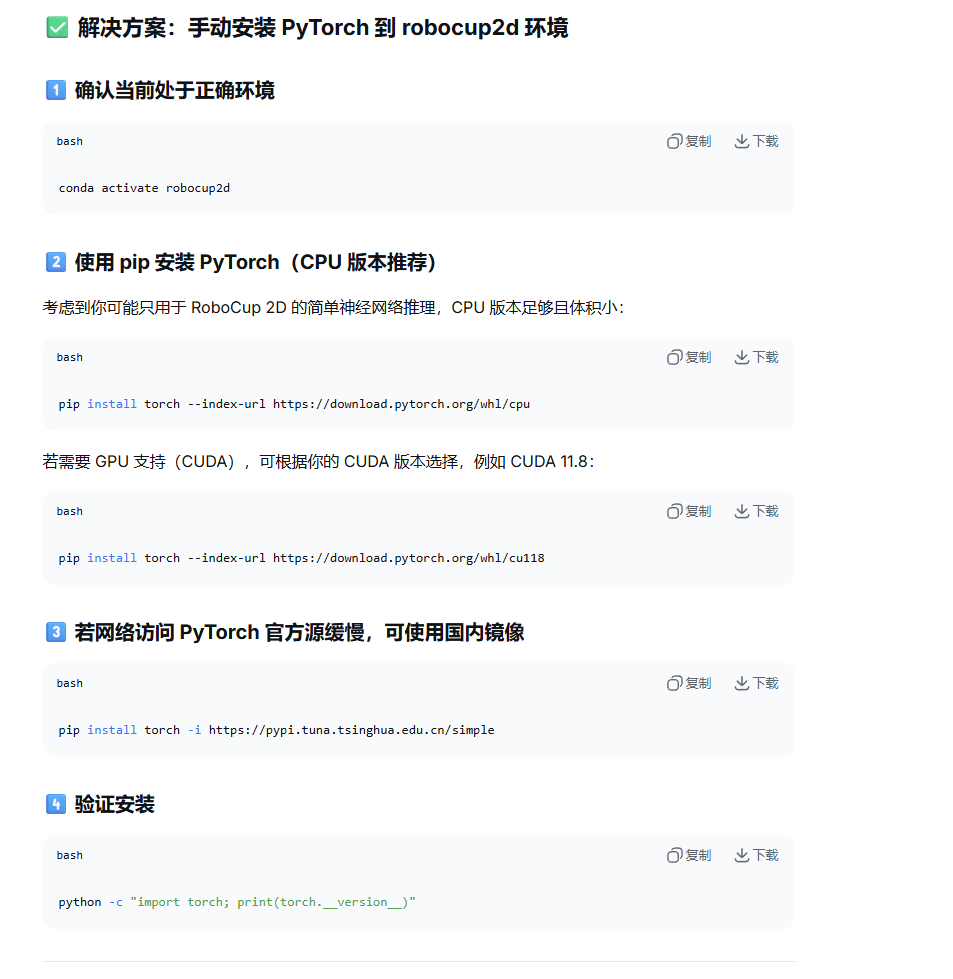 ✅ 解决方案：手动安装 PyTorch 到 robocup2d 环境
1️⃣ 确认当前处于正确环境
bash 复制 下载
conda activate robocup2d
2️⃣ 使用 pip 安装 PyTorch（CPU 版本推荐）
考虑到你可能只用于 RoboCup 2D 的简单神经网络推理，CPU 版本足够且体积小：
bash 复制 下载
pip install torch --index-url https://download.pytorch.org/whl/cpu
若需要 GPU 支持（CUDA），可根据你的 CUDA 版本选择，例如 CUDA 11.8：
bash 复制 下载
pip install torch --index-url https://download.pytorch.org/whl/cu118
3️⃣ 若网络访问 PyTorch 官方源缓慢，可使用国内镜像
bash 复制 下载
pip install torch -i https://pypi.tuna.tsinghua.edu.cn/simple
4️⃣ 验证安装
bash 复制 下载
python -c "import torch; print(torch.__version__)"